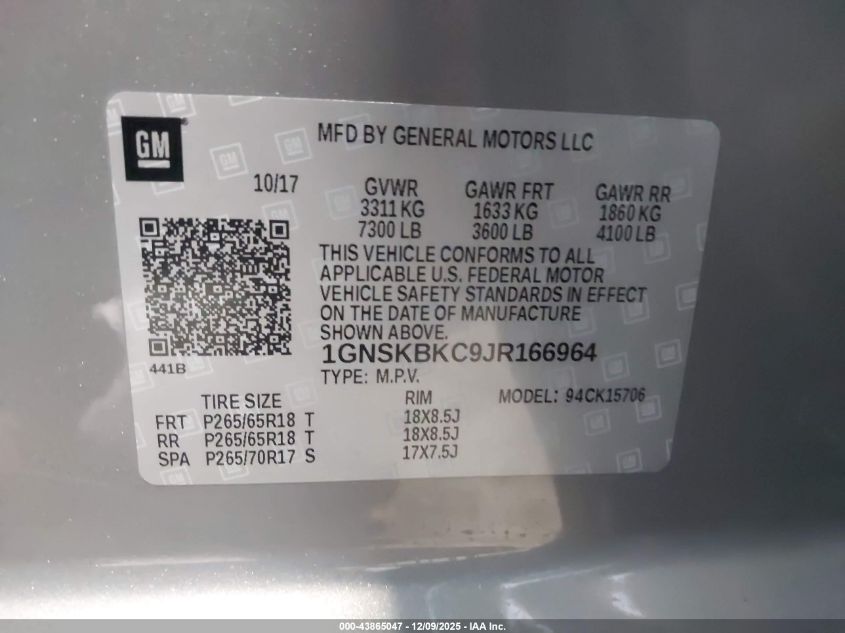 GM
MFD BY GENERAL MOTORS LLC
10/17
GVWR GAWR FRT GAWR RR
3311 KG 1633 KG 1860 KG
7300 LB 3600 LB 4100 LB
THIS VEHICLE CONFORMS TO ALL
APPLICABLE U.S. FEDERAL MOTOR
VEHICLE SAFETY STANDARDS IN EFFECT
ON THE DATE OF MANUFACTURE
SHOWN ABOVE.
1GNSKBKC9JR166964
441B
TYPE: M.P.V.
TIRE SIZE RIM MODEL: 94CK15706
FRT P265/65R18 T 18X8.5J
RR P265/65R18 T 18X8.5J
SPA P265/70R17 S 17X7.5J
000-43865047 - 12/09/2025 - IAA Inc.